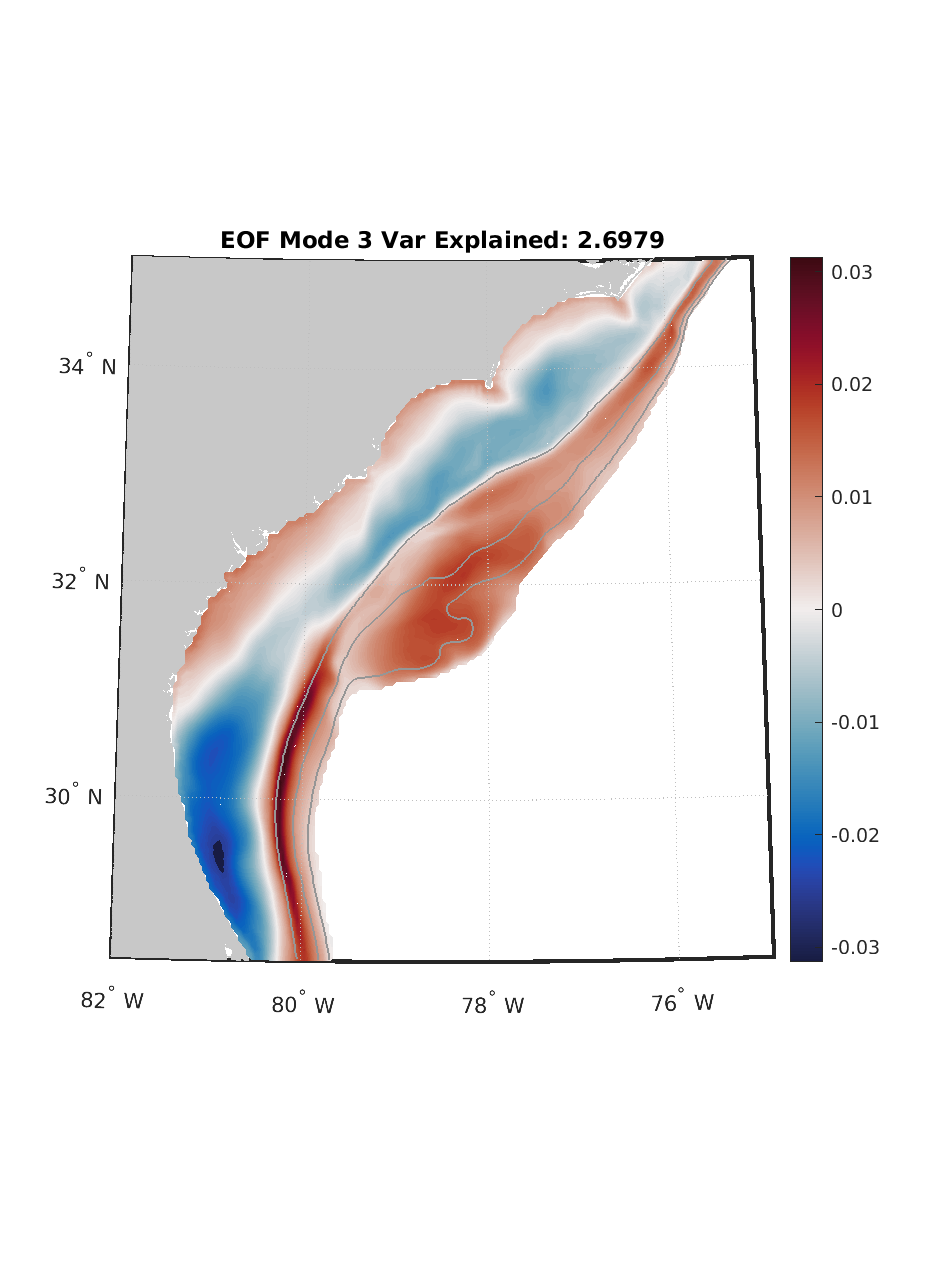 EOF Mode 3 Var Explained: 2.6979
0.03
34° N
0.02
0.01
32° N
0
-0.01
30° N
-0.02
-0.03
82° W
80° W
78° W
76° W